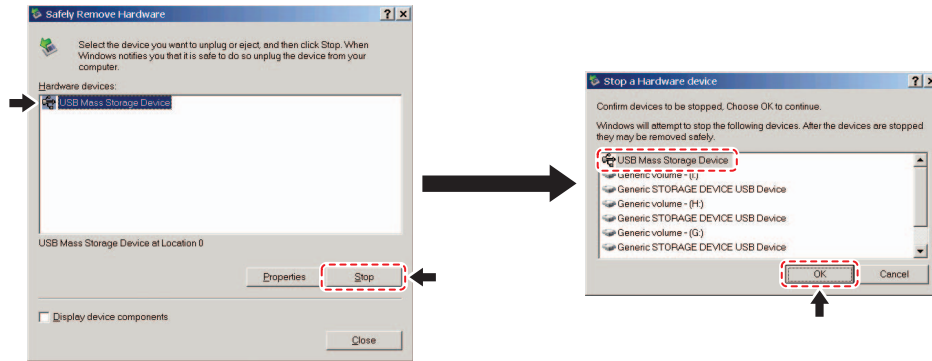 Safely Remove Hardware
Select the device you want to unplug or eject, and then click Stop. When
Windows notifies you that it is safe to do so unplug the device from your
computer.
Hardware devices:
USB Mass Storage Device
USB Mass Storage Device at Location 0
Properties
Stop
Display device components
Close
Stop a Hardware device
Confirm devices to be stopped, Choose OK to continue.
Windows will attempt to stop the following devices. After the devices are stopped
they may be removed safely.
USB Mass Storage Device
Generic volume - (I:)
Generic STORAGE DEVICE USB Device
Generic volume - (H:)
Generic STORAGE DEVICE USB Device
Generic volume - (G:)
Generic STORAGE DEVICE USB Device
OK
Cancel